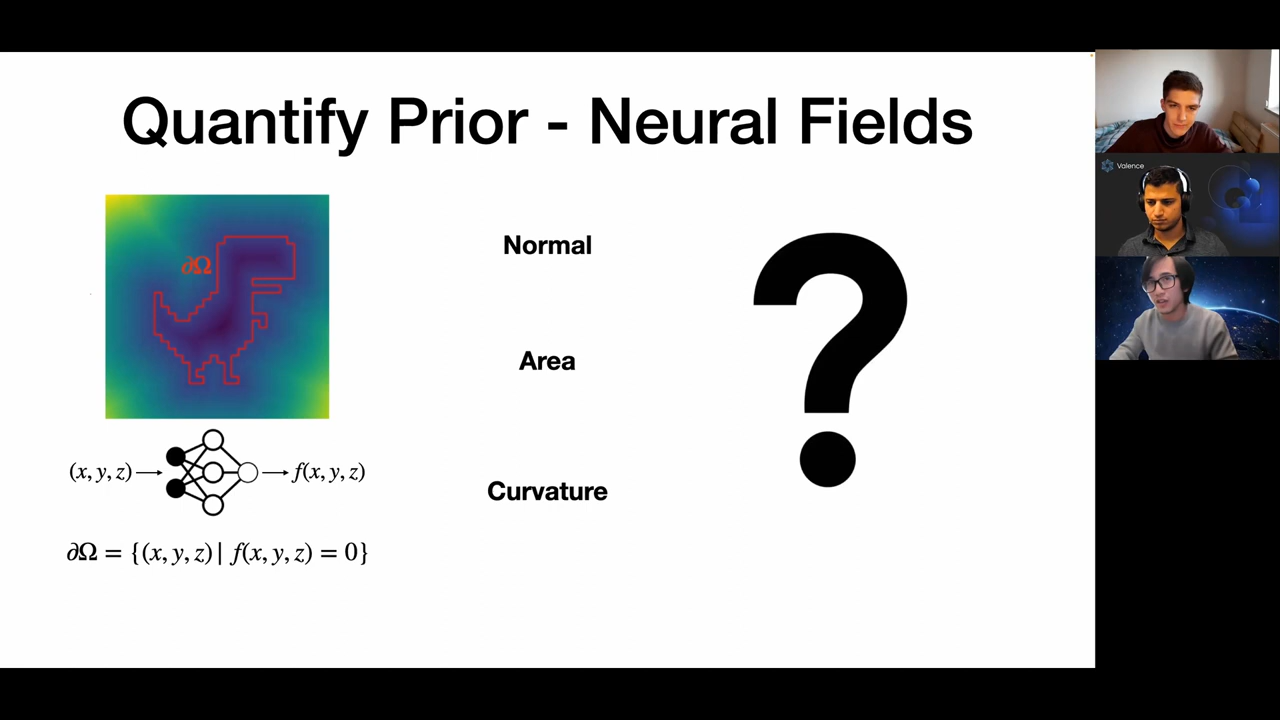 Quantify Prior - Neural Fields
∂Ω
Normal
Area
Curvature
(x, y, z) → → f(x, y, z)
∂Ω = {(x, y, z) | f(x, y, z) = 0}
Valence